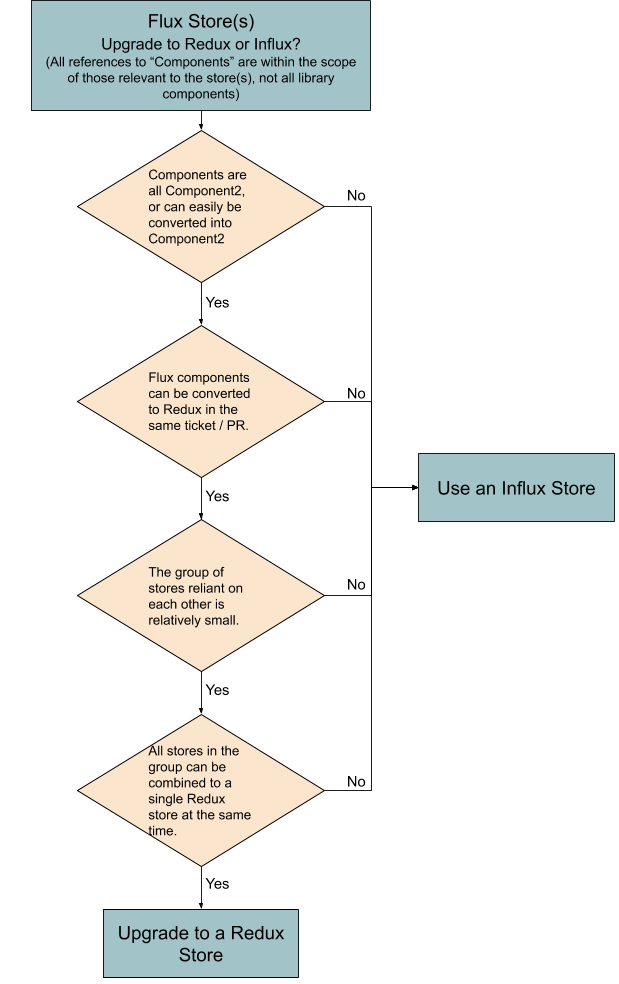 Flux Store(s)
Upgrade to Redux or Influx?
(All references to “Components” are within the scope
of those relevant to the store(s), not all library
components)
Components are
all Component2,
or can easily be
converted into
Component2
No
Yes
Flux components
can be converted
to Redux in the
same ticket / PR.
No
Use an Influx Store
Yes
The group of
stores reliant on
each other is
relatively small.
No
Yes
All stores in the
group can be
combined to a
single Redux
store at the same
time.
No
Yes
Upgrade to a Redux
Store